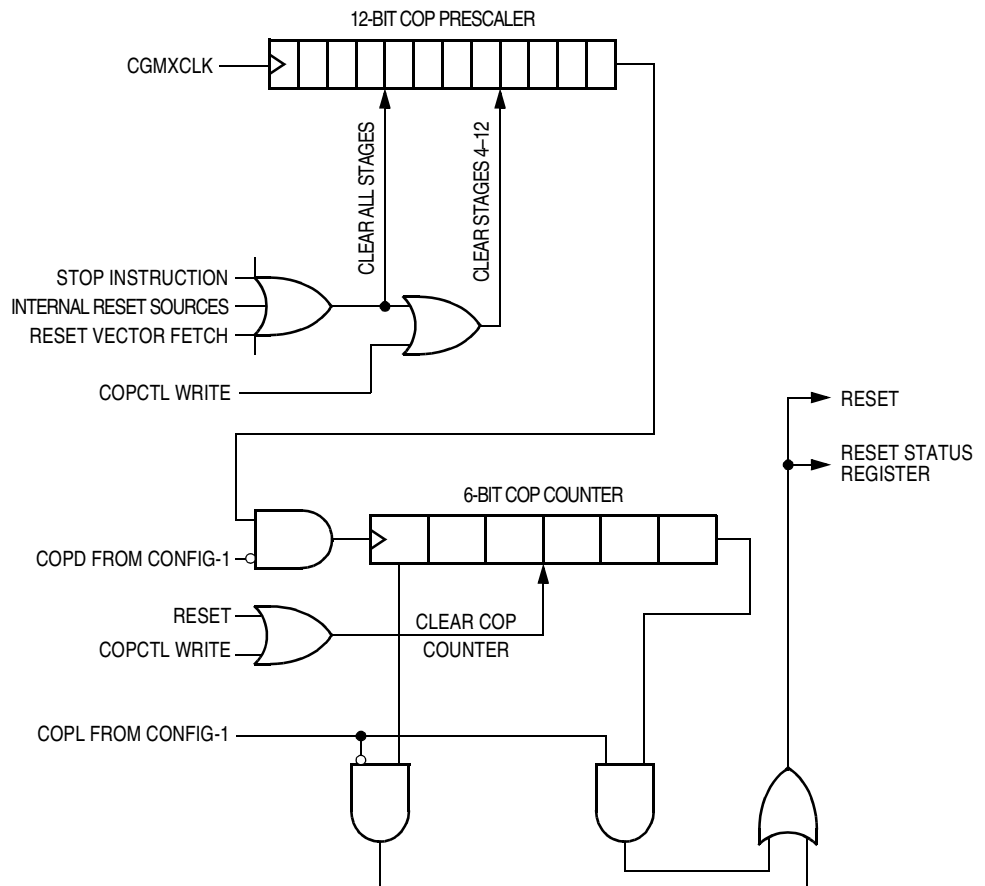 12-BIT COP PRESCALER
CGMXCLK
CLEAR ALL STAGES
CLEAR STAGES 4–12
STOP INSTRUCTION
INTERNAL RESET SOURCES
RESET VECTOR FETCH
COPCTL WRITE
RESET
RESET STATUS
REGISTER
6-BIT COP COUNTER
COPD FROM CONFIG-1
RESET
COPCTL WRITE
CLEAR COP
COUNTER
COPL FROM CONFIG-1